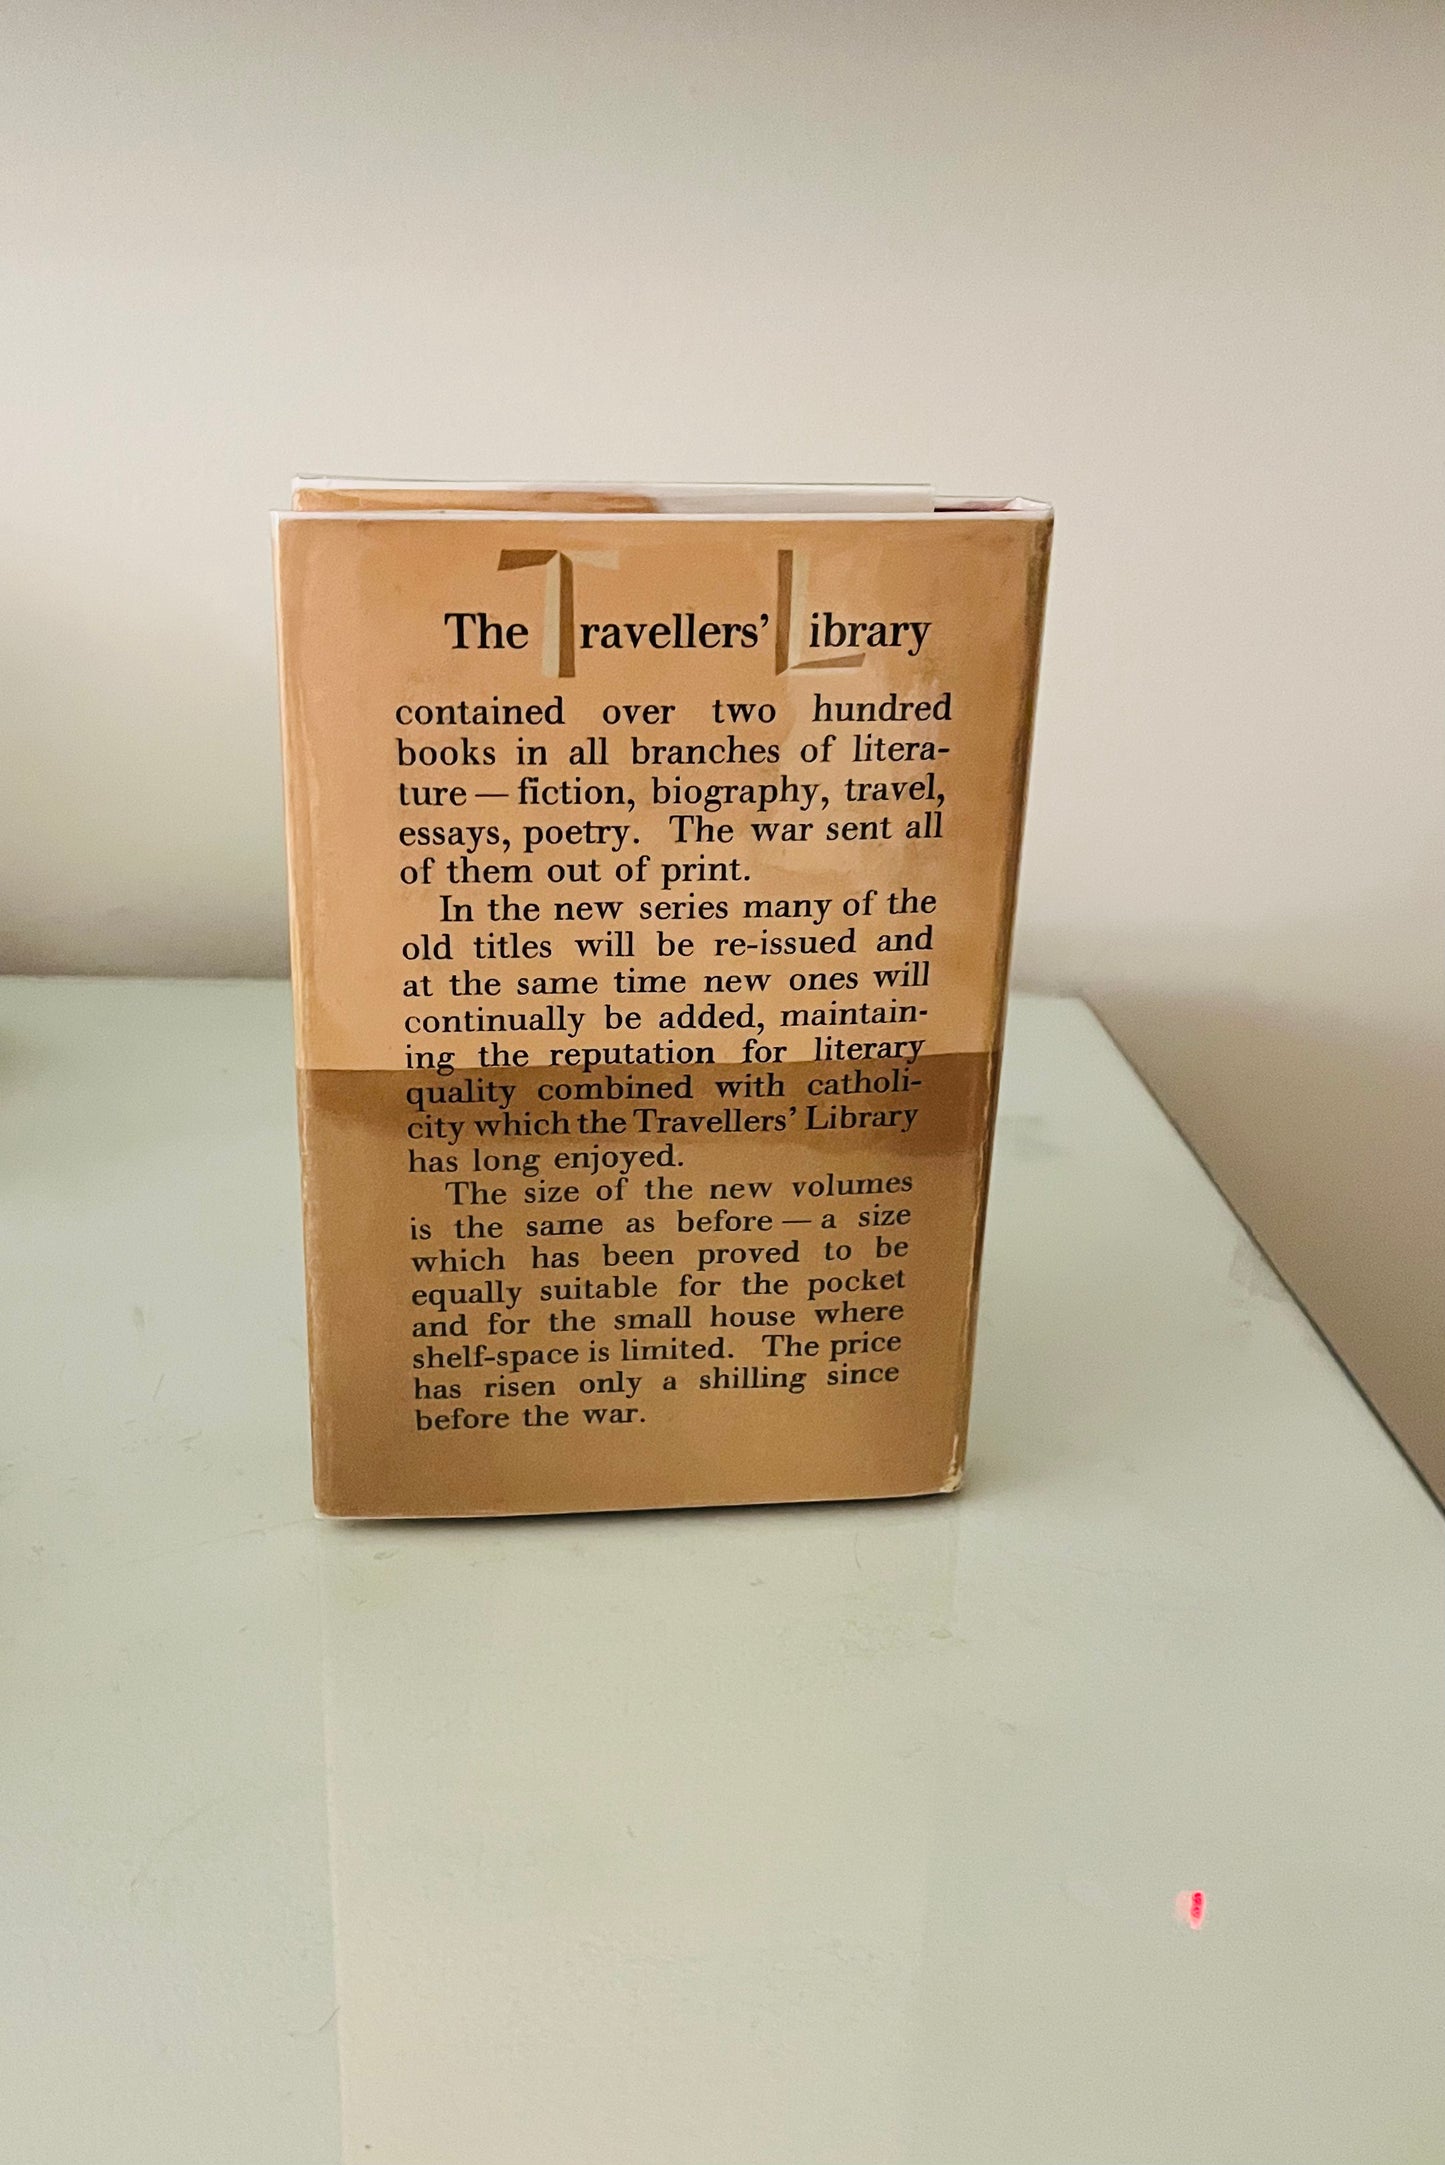 The Travellers' Library
contained over two hundred
books in all branches of litera-
ture — fiction, biography, travel,
essays, poetry. The war sent all
of them out of print.
In the new series many of the
old titles will be re-issued and
at the same time new ones will
continually be added, maintain-
ing the reputation for literary
quality combined with catholi-
city which the Travellers' Library
has long enjoyed.
The size of the new volumes
is the same as before — a size
which has been proved to be
equally suitable for the pocket
and for the small house where
shelf-space is limited. The price
has risen only a shilling since
before the war.